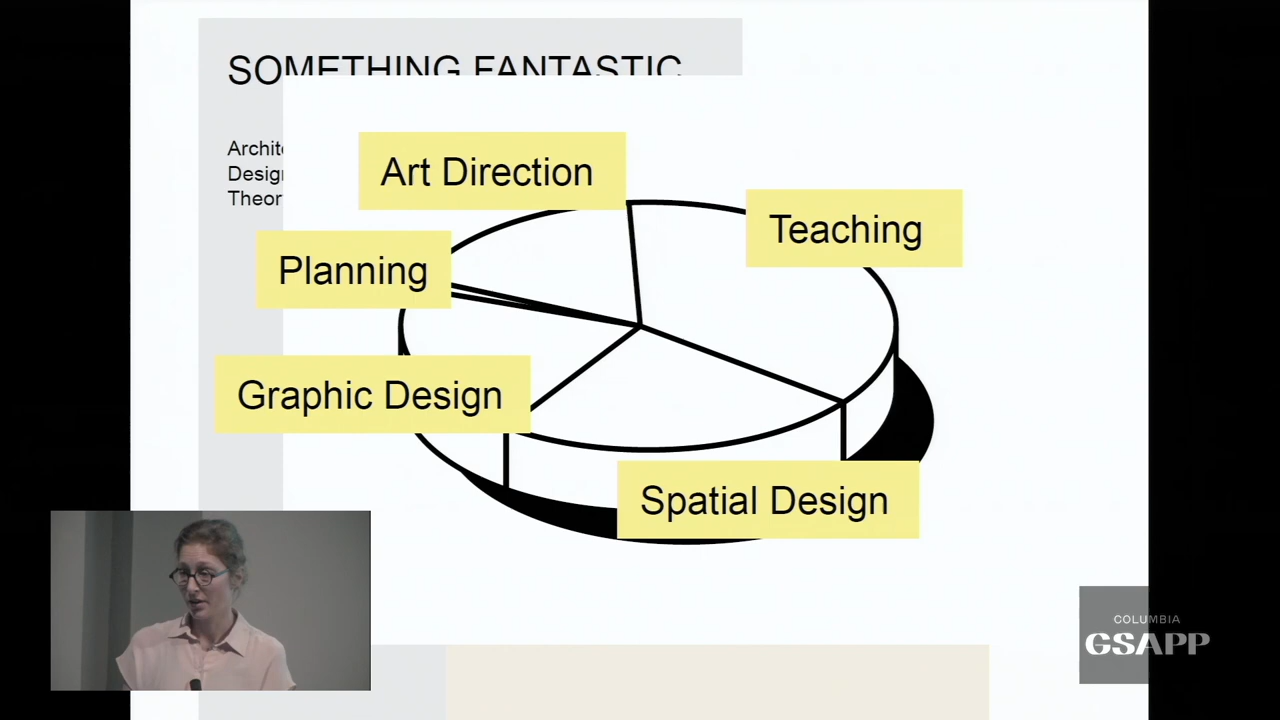 SOMETHING FANTASTIC
Art Direction
Teaching
Planning
Graphic Design
Spatial Design
COLUMBIA
GSAPP